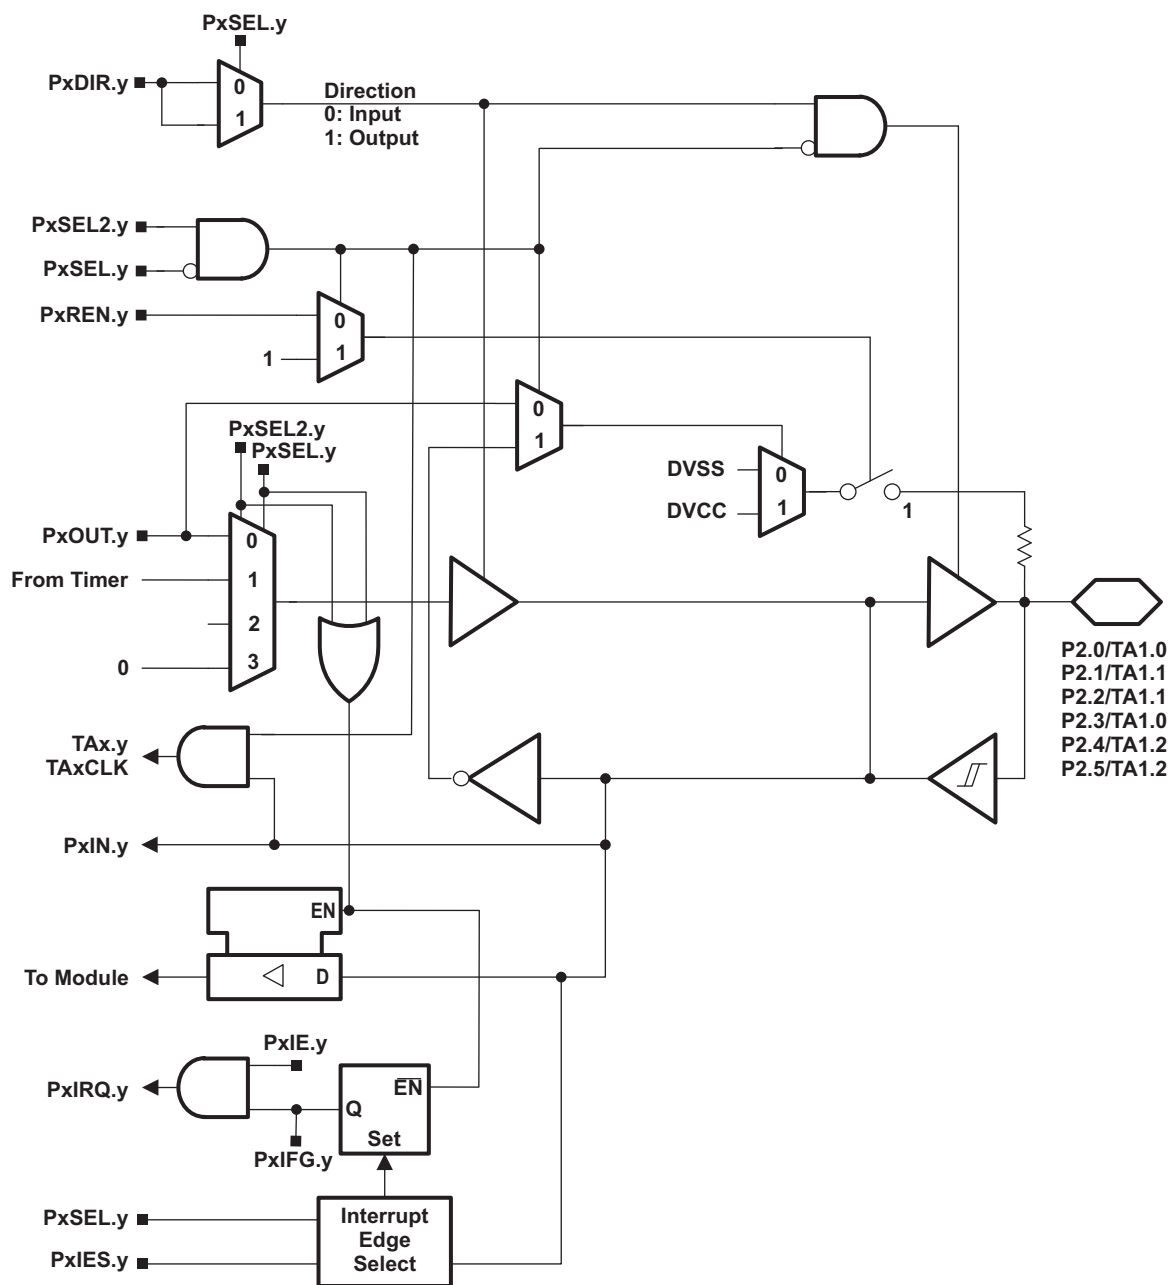 PxSEL.y
PxDIR.y
0
1
Direction
0: Input
1: Output
PxSEL2.y
PxSEL.y
PxREN.y
0
1
1
0
1
PxSEL2.y
PxSEL.y
DVSS
DVCC
0
1
1
PxOUT.y
From Timer
0
0
1
2
3
P2.0/TA1.0
P2.1/TA1.1
P2.2/TA1.1
P2.3/TA1.0
P2.4/TA1.2
P2.5/TA1.2
TAx.y
TAxCLK
PxIN.y
EN
To Module
D
PxIE.y
PxIRQ.y
EN
Q
Set
PxIFG.y
PxSEL.y
PxIES.y
Interrupt
Edge
Select